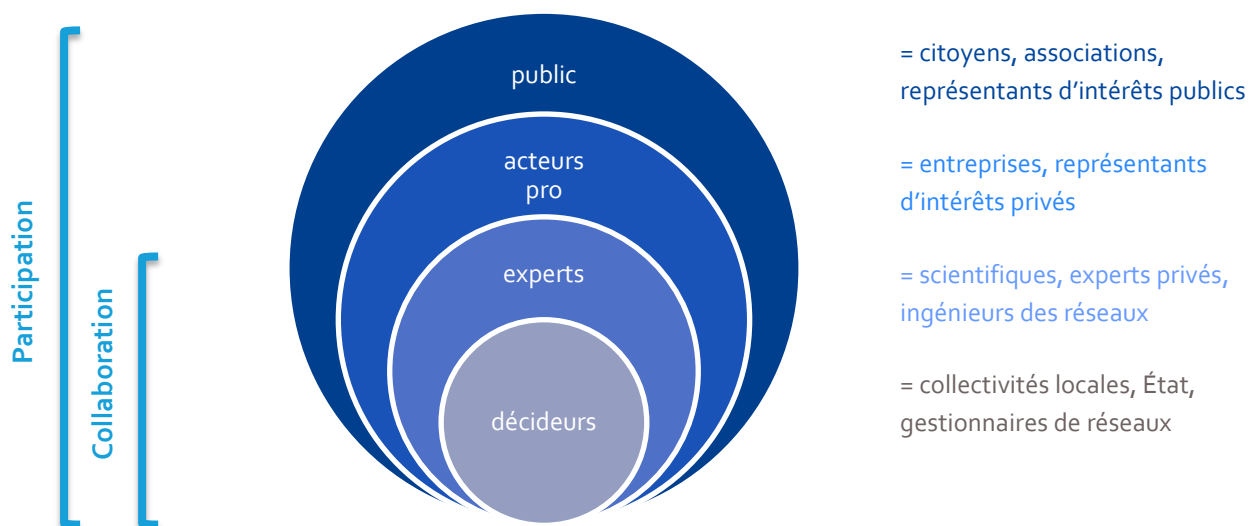 Participation
Collaboration
public
acteurs
pro
experts
décideurs
= citoyens, associations,
représentants d’intérêts publics
= entreprises, représentants
d’intérêts privés
= scientifiques, experts privés,
ingénieurs des réseaux
= collectivités locales, État,
gestionnaires de réseaux